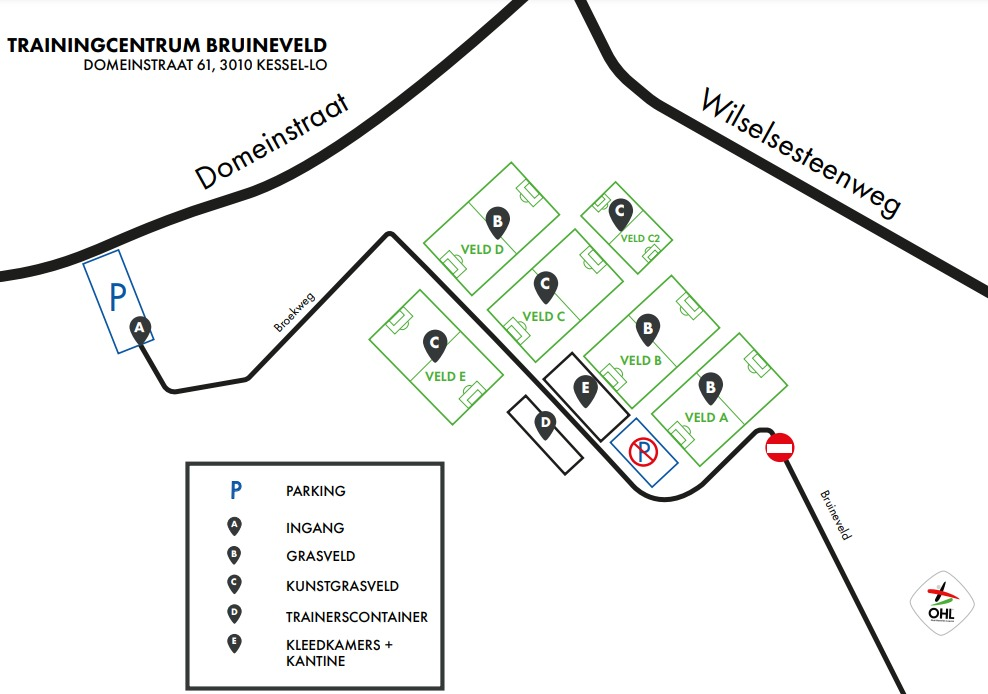 TRAININGCENTRUM BRUINEVELD
DOMEINSTRAAT 61, 3010 KESSEL-LO
Domeinstraat
Wilselsesteenweg
B
VELD D
C
VELD C2
C
VELD C
P
A
Broekweg
C
VELD E
B
VELD B
E
B
VELD A
D
P
Bruineveld
P PARKING
A INGANG
B GRASVELD
C KUNSTGRASVELD
D TRAINERSCONTAINER
E KLEEDKAMERS +
KANTINE
OHL